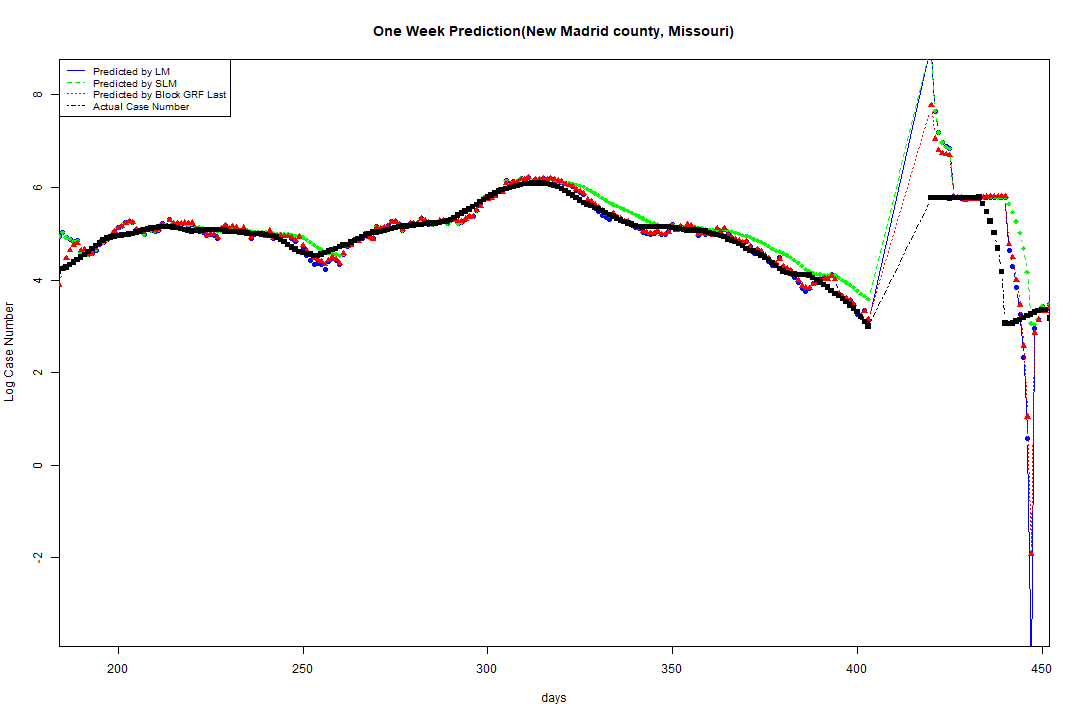 One Week Prediction(New Madrid county, Missouri)
Predicted by LM
Predicted by SLM
Predicted by Block GRF Last
Actual Case Number
8
6
4
2
0
-2
Log Case Number
200 250 300 350 400 450
days